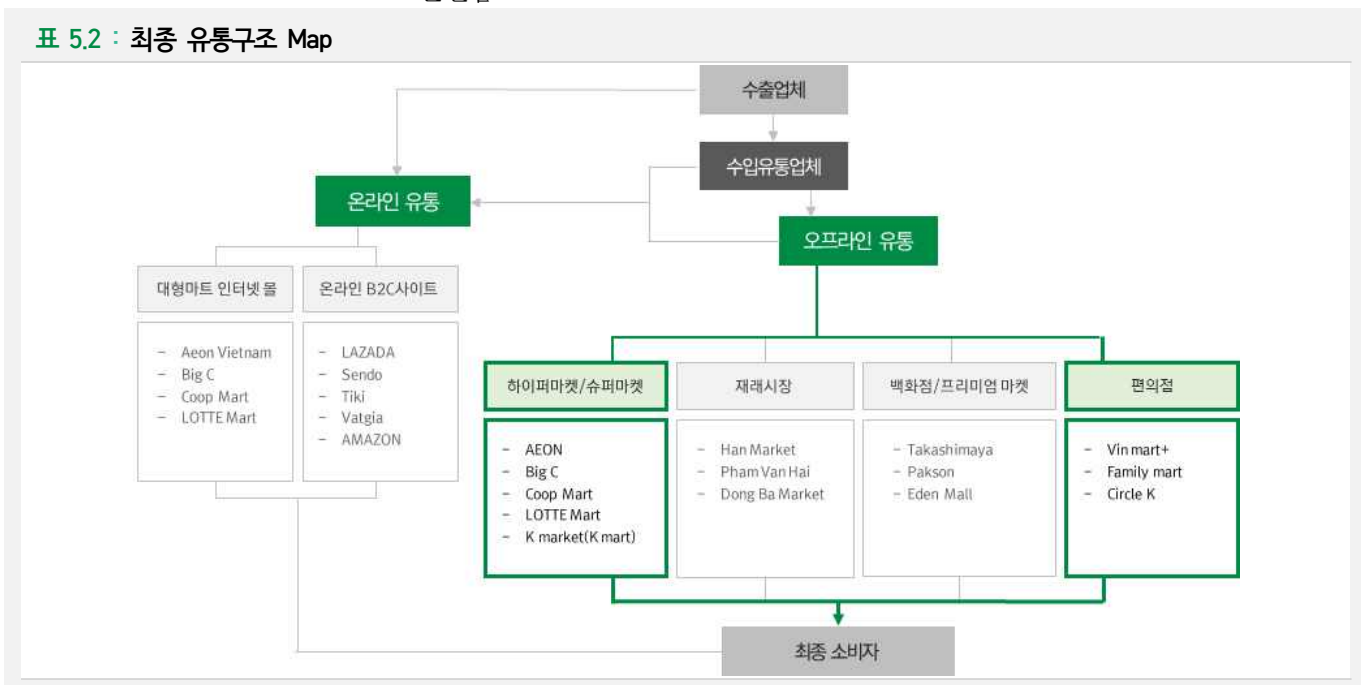 표 5.2 : 최종 유통구조 Map
수출업체
수입유통업체
온라인 유통
오프라인 유통
대형마트 인터넷 몰
온라인 B2C사이트
- Aeon Vietnam
- Big C
- Coop Mart
- LOTTE Mart
- LAZADA
- Sendo
- Tiki
- Vatgia
- AMAZON
하이퍼마켓/슈퍼마켓
재래시장
백화점/프리미엄 마켓
편의점
- AEON
- Big C
- Coop Mart
- LOTTE Mart
- K market(K mart)
- Han Market
- Pham Van Hai
- Dong Ba Market
- Takashimaya
- Pakson
- Eden Mall
- Vin mart+
- Family mart
- Circle K
최종 소비자